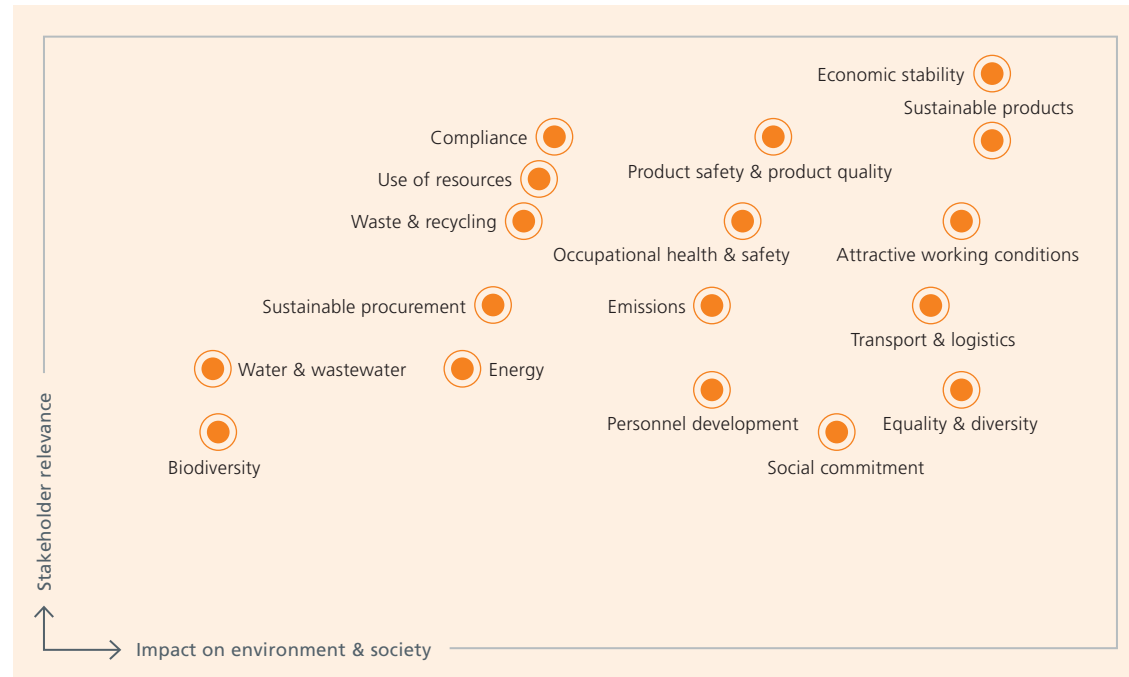 Economic stability
Sustainable products
Compliance
Product safety & product quality
Use of resources
Waste & recycling
Occupational health & safety
Attractive working conditions
Sustainable procurement
Emissions
Transport & logistics
Water & wastewater
Energy
Personnel development
Equality & diversity
Biodiversity
Social commitment
Stakeholder relevance
Impact on environment & society